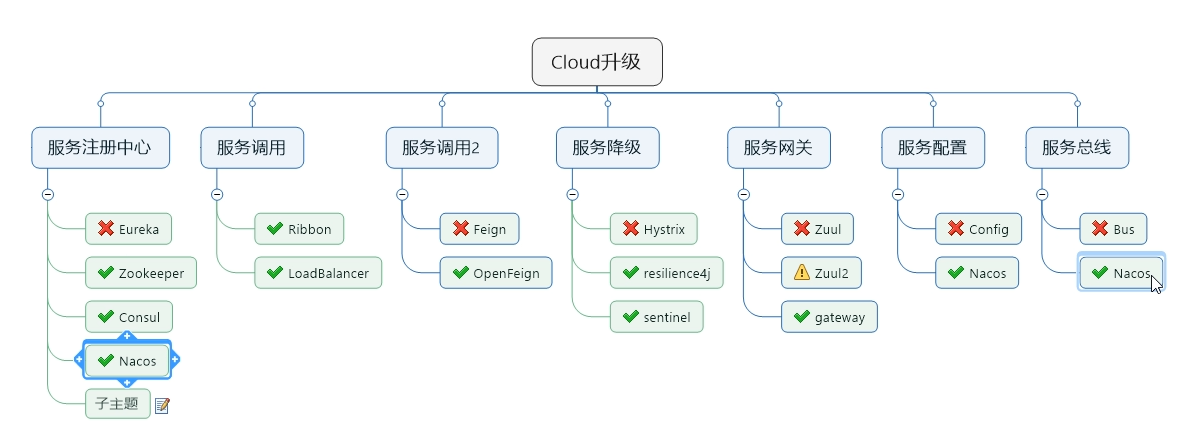 Cloud升级
服务注册中心
服务调用
服务调用2
服务降级
服务网关
服务配置
服务总线
Eureka
Zookeeper
Consul
Nacos
子主题
Ribbon
LoadBalancer
Feign
OpenFeign
Hystrix
resilience4j
sentinel
Zuul
Zuul2
gateway
Config
Nacos
Bus
Nacos